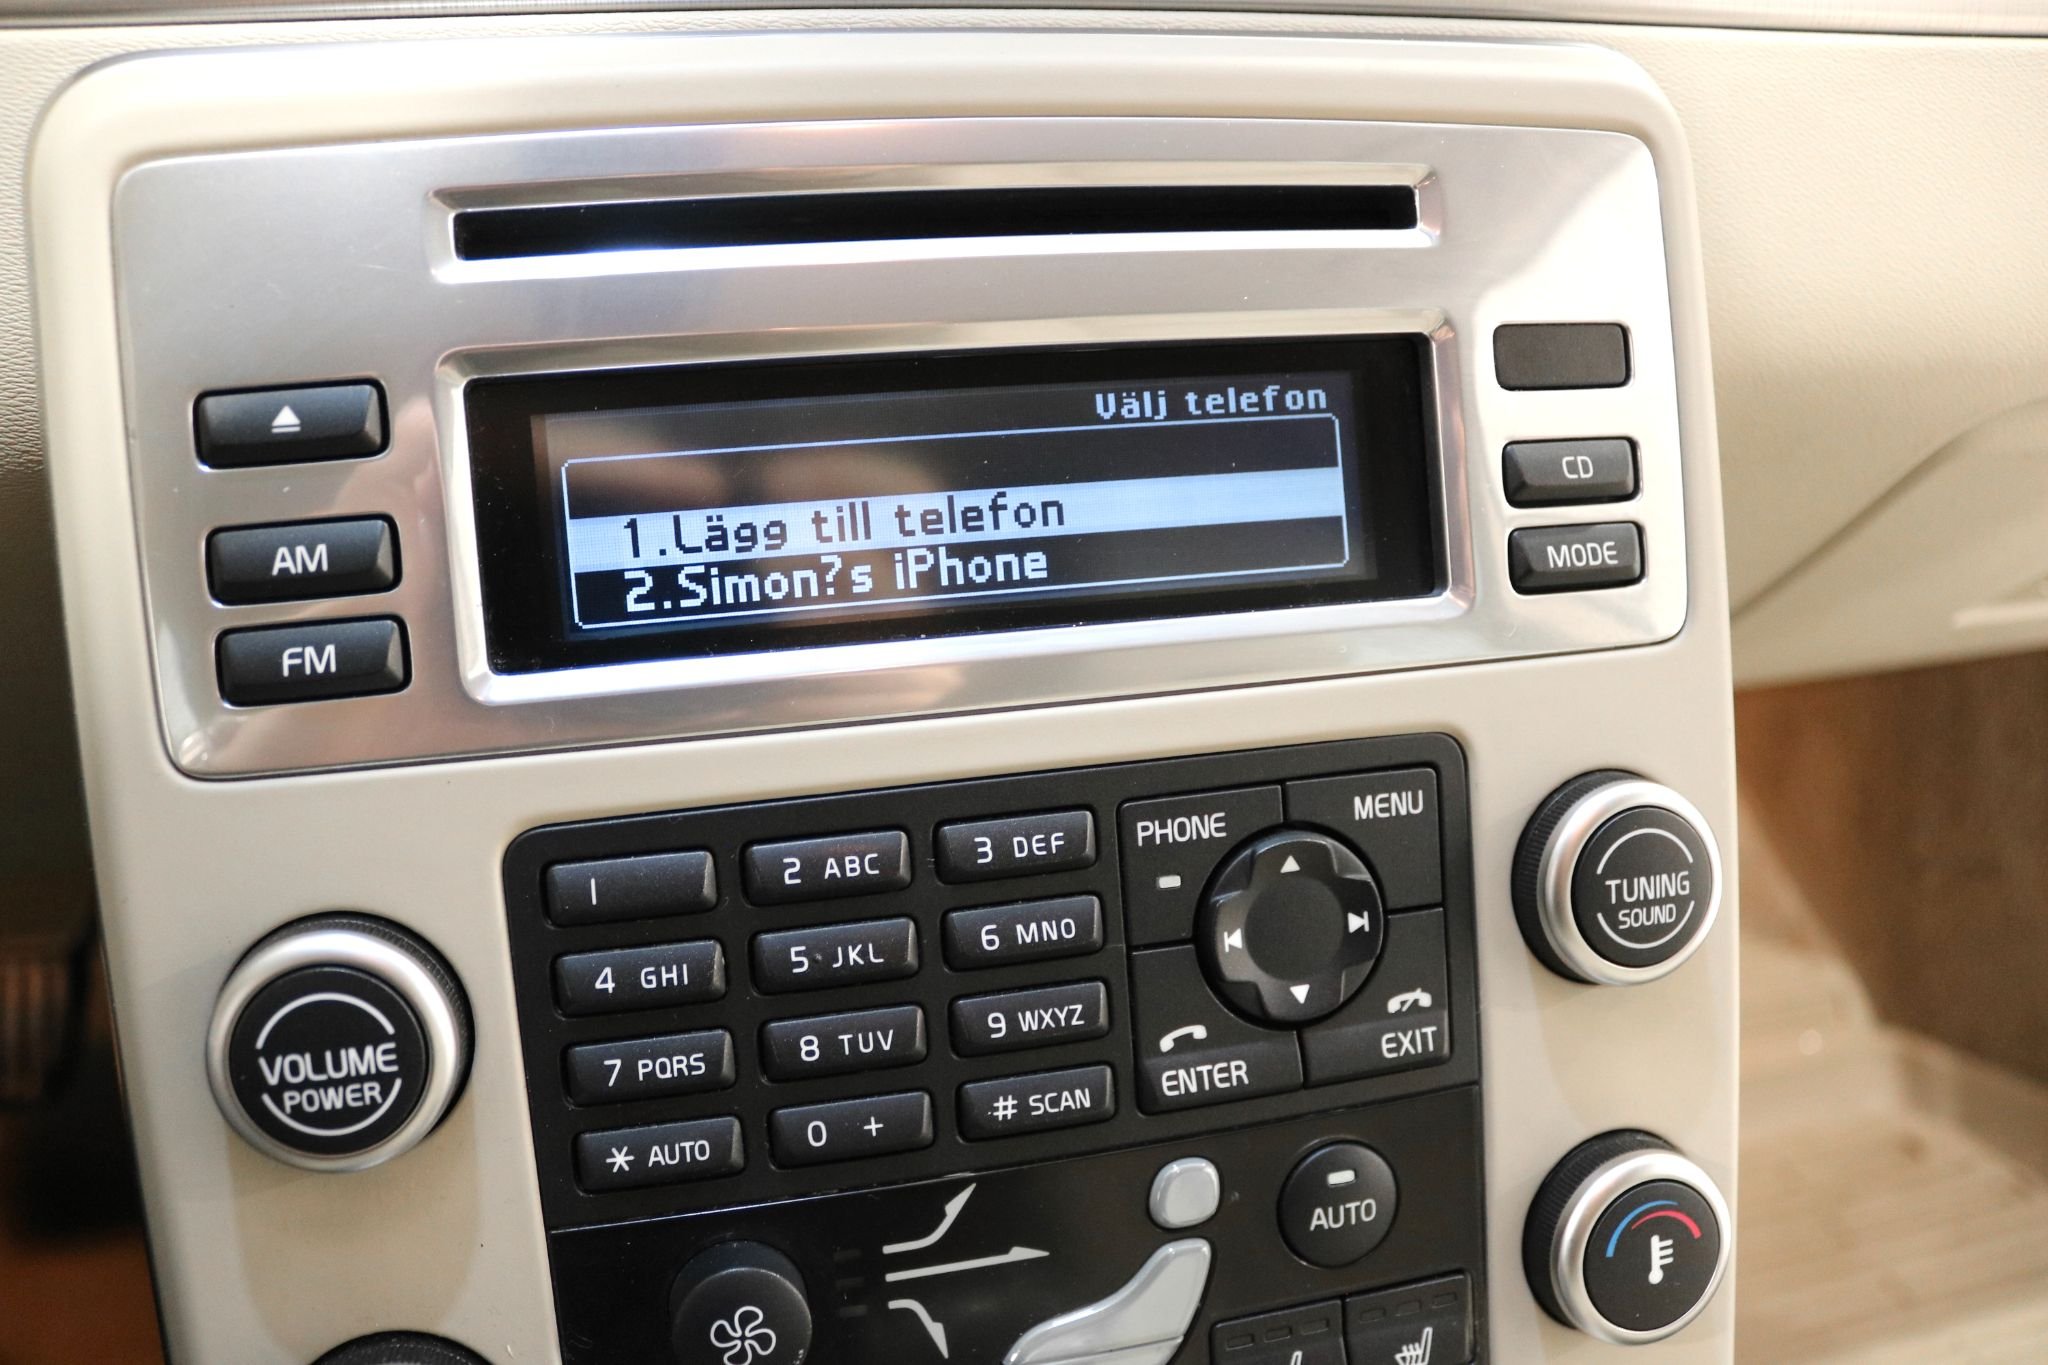 Välj telefon
1.Lägg till telefon
2.Simon?s iPhone
AM
FM
CD
MODE
PHONE
MENU
1
2 ABC
3 DEF
4 GHI
5 JKL
6 MNO
7 PQRS
8 TUV
9 WXYZ
* AUTO
0 +
# SCAN
ENTER
EXIT
VOLUME
POWER
TUNING
SOUND
AUTO